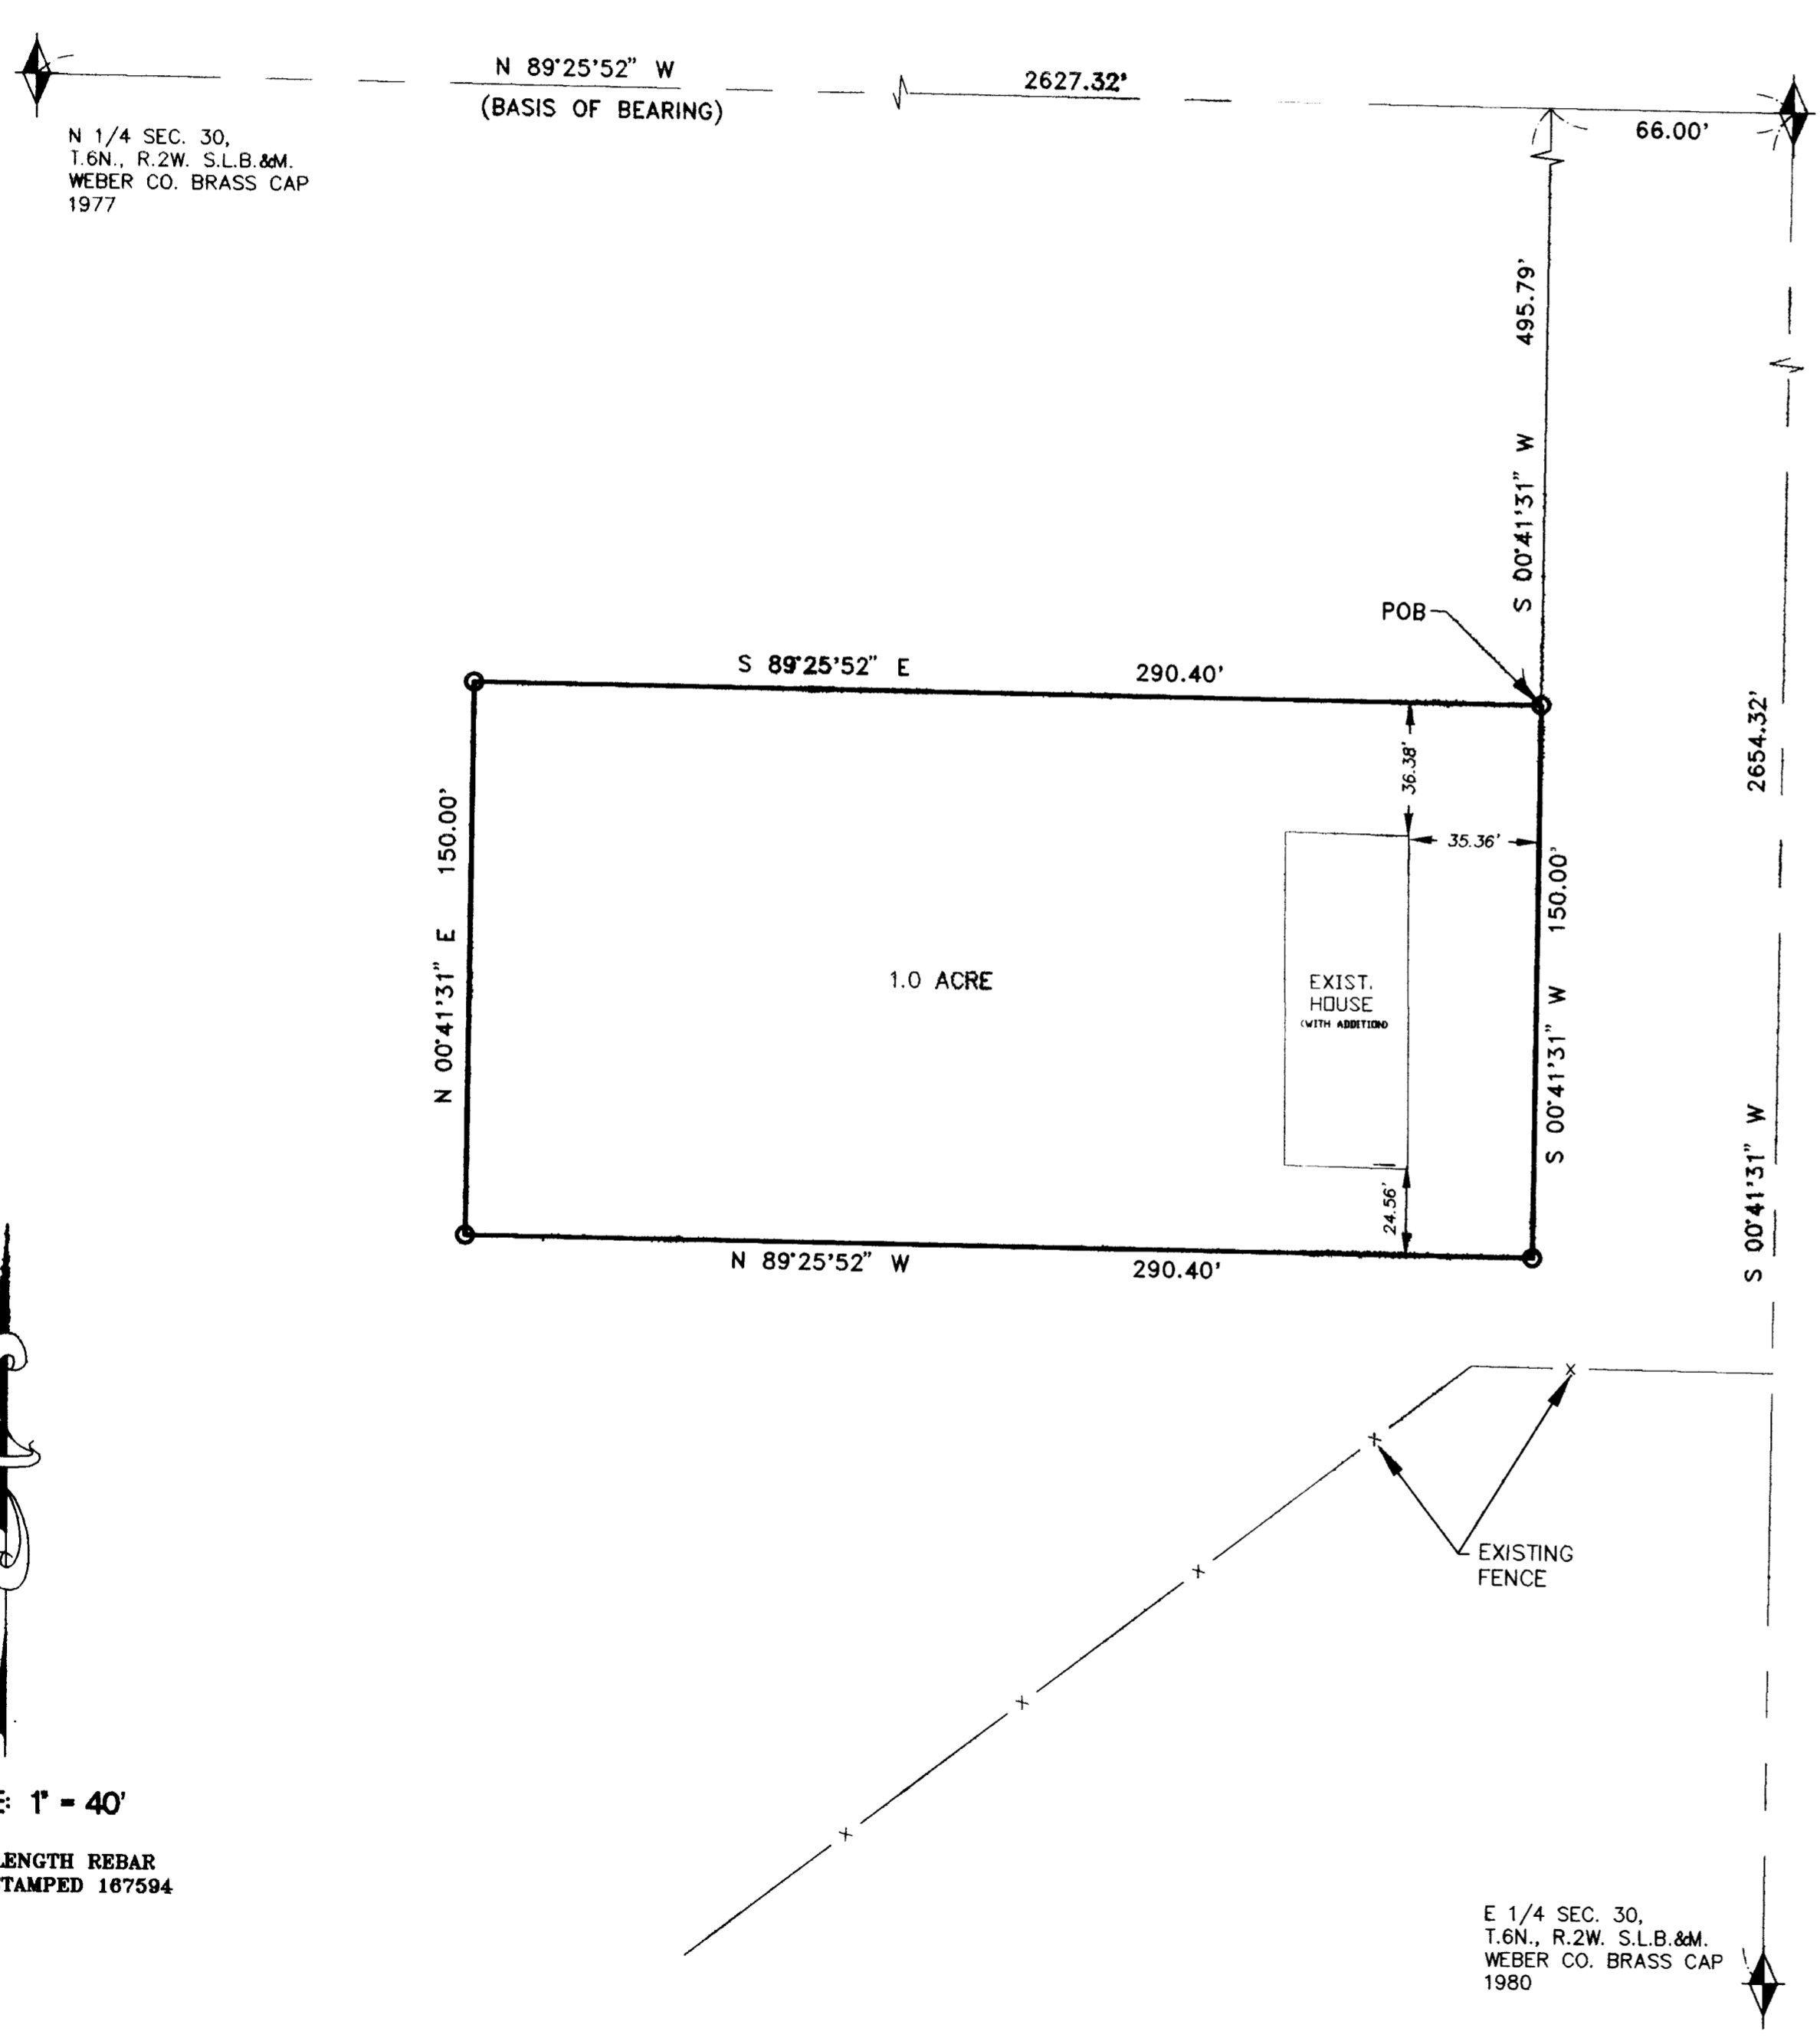 N 89°25'52" W
2627.32'
(BASIS OF BEARING)
66.00'
N 1/4 SEC. 30,
T.6N., R.2W. S.L.B.&M.
WEBER CO. BRASS CAP
1977
S 00°41'31" W 495.79'
POB
S 89°25'52" E 290.40'
36.38'
35.36'
N 00°41'31" E 150.00'
1.0 ACRE
EXIST.
HOUSE
(WITH ADDITION)
S 00°41'31" W 150.00'
S 00°41'31" W 2654.32'
24.56'
N 89°25'52" W 290.40'
EXISTING
FENCE
E: 1" = 40'
LENGTH REBAR
TAMPED 167594
E 1/4 SEC. 30,
T.6N., R.2W. S.L.B.&M.
WEBER CO. BRASS CAP
1980